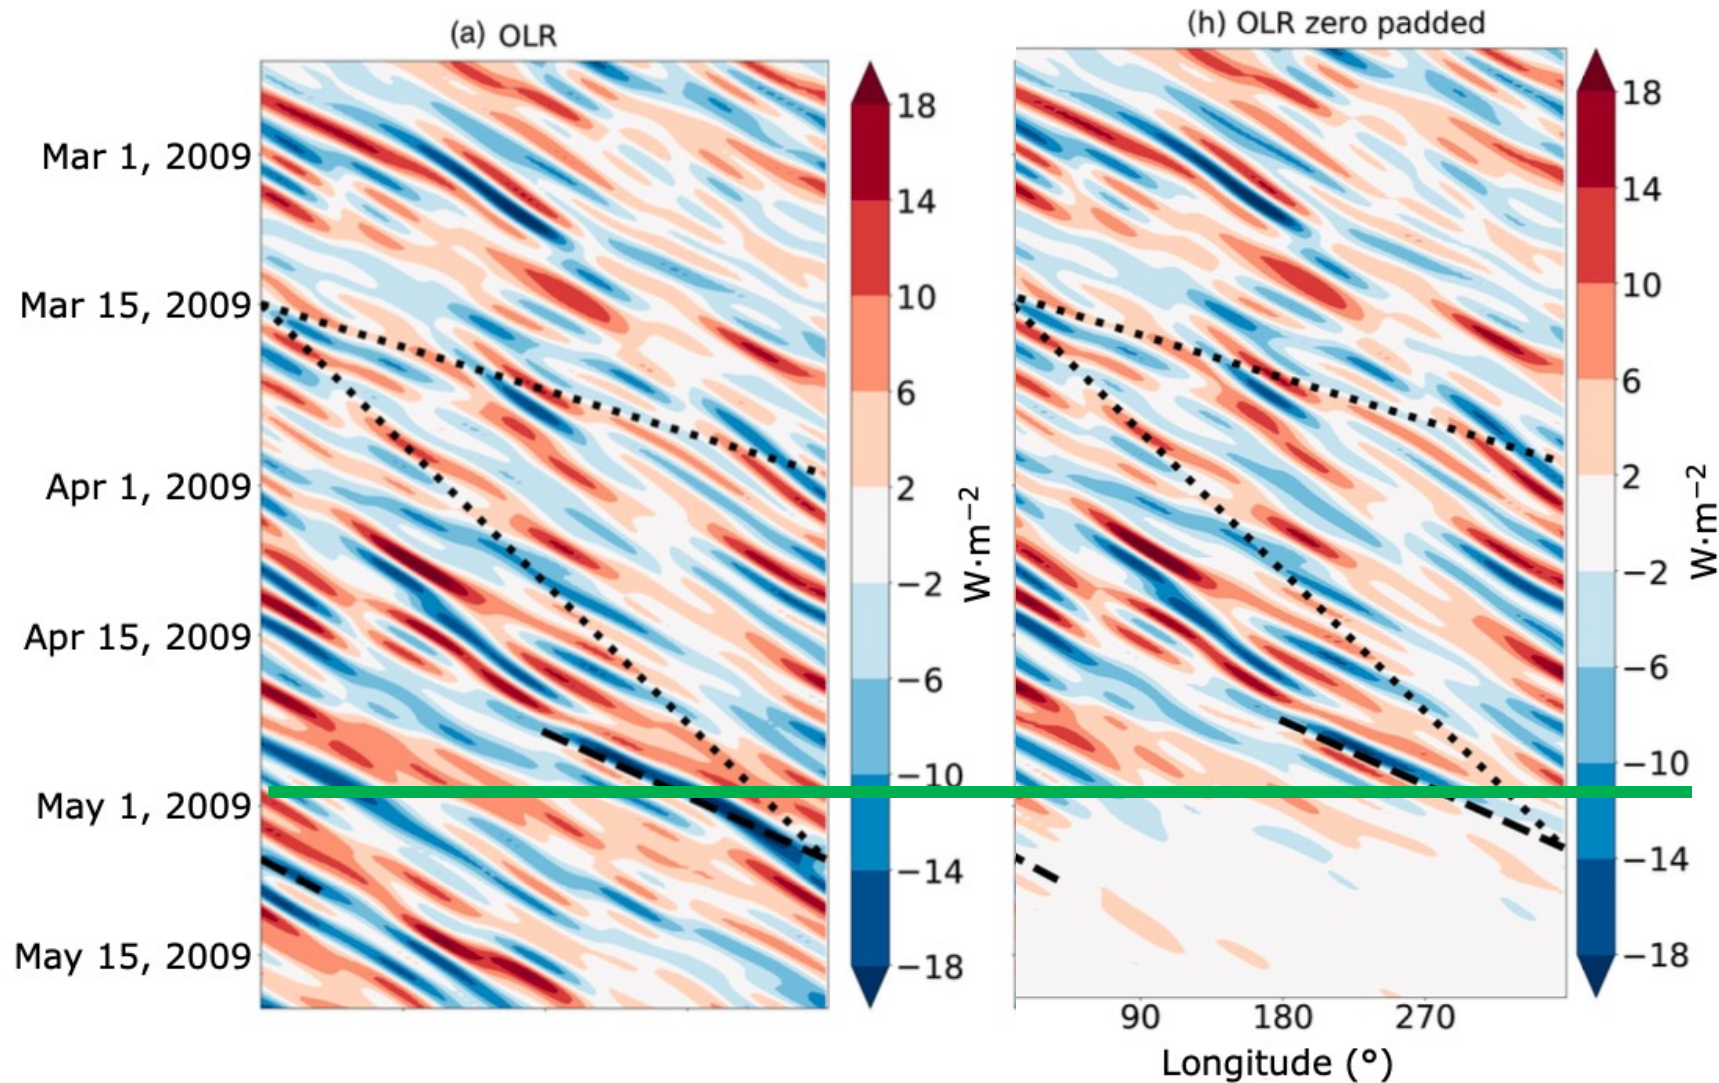 (a) OLR
(h) OLR zero padded
Mar 1, 2009
Mar 15, 2009
Apr 1, 2009
Apr 15, 2009
May 1, 2009
May 15, 2009
18
14
10
6
2
−2
−6
−10
−14
−18
W·m−2
18
14
10
6
2
−2
−6
−10
−14
−18
W·m−2
90 180 270
Longitude (°)